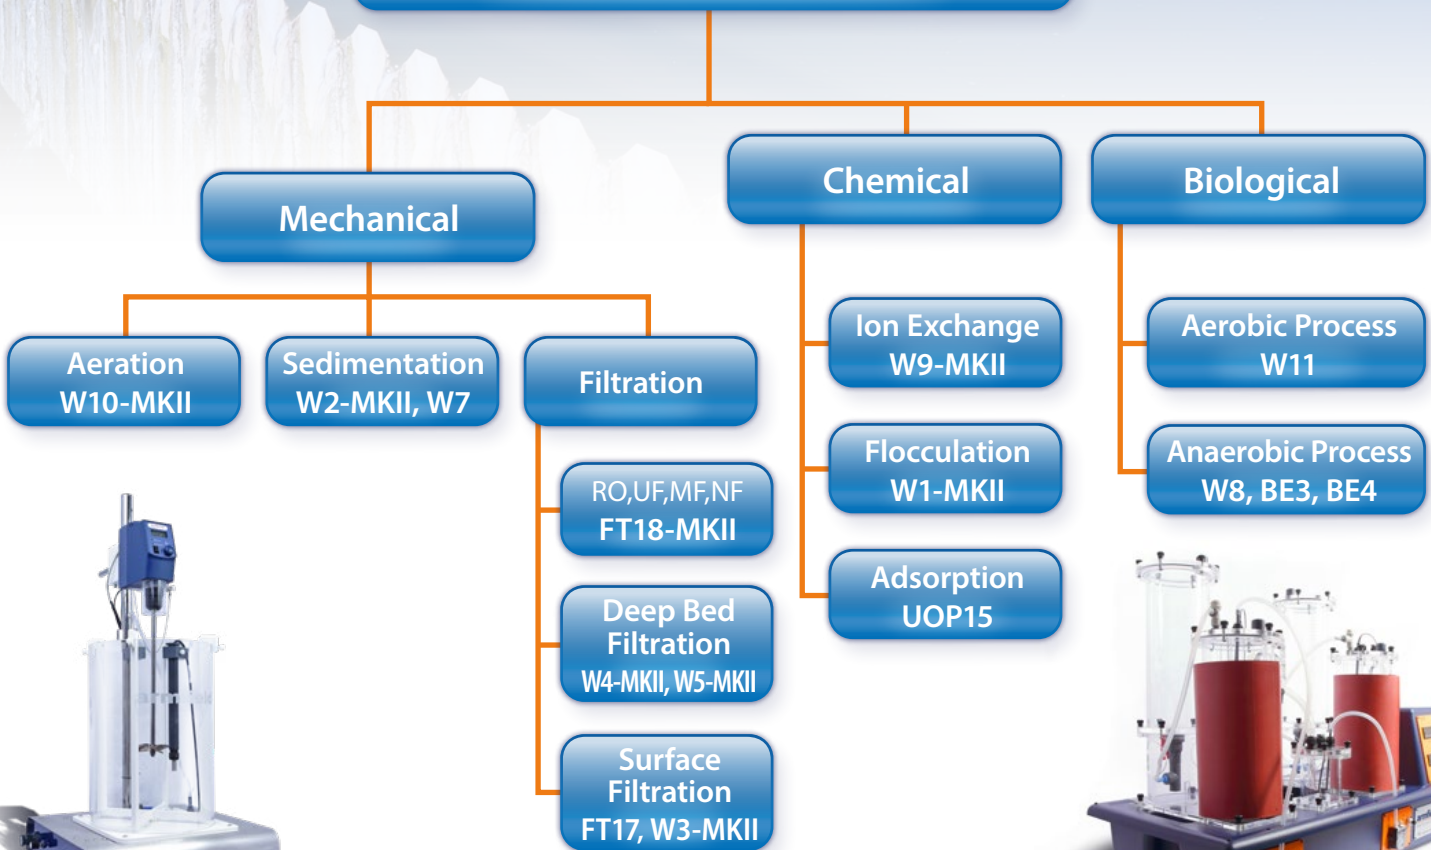 Mechanical
Chemical
Biological
Aeration
W10-MKII
Sedimentation
W2-MKII, W7
Filtration
RO,UF,MF,NF
FT18-MKII
Deep Bed
Filtration
W4-MKII, W5-MKII
Surface
Filtration
FT17, W3-MKII
Ion Exchange
W9-MKII
Flocculation
W1-MKII
Adsorption
UOP15
Aerobic Process
W11
Anaerobic Process
W8, BE3, BE4